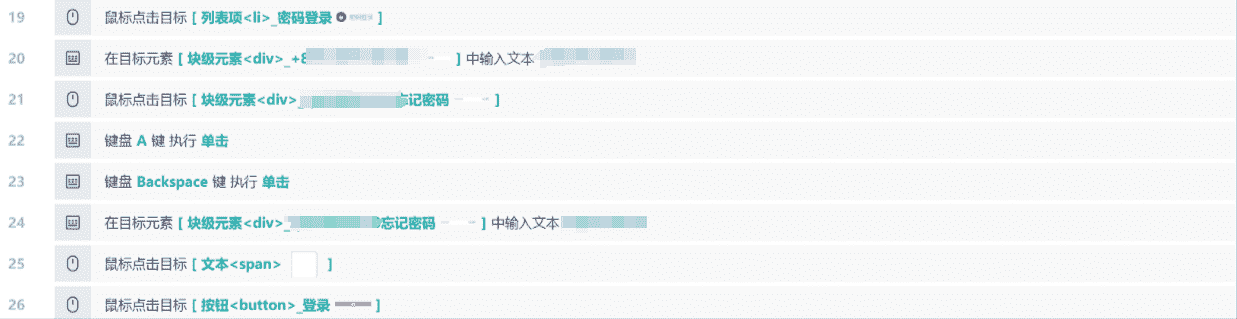 19 鼠标点击目标 [ 列表项<li>_密码登录 ]
20 在目标元素 [ 块级元素<div>_+8 ] 中输入文本
21 鼠标点击目标 [ 块级元素<div>_ 忘记密码 ]
22 键盘 A 键 执行 单击
23 键盘 Backspace 键 执行 单击
24 在目标元素 [ 块级元素<div>_ 忘记密码 ] 中输入文本
25 鼠标点击目标 [ 文本<span> ]
26 鼠标点击目标 [ 按钮<button>_登录 ]